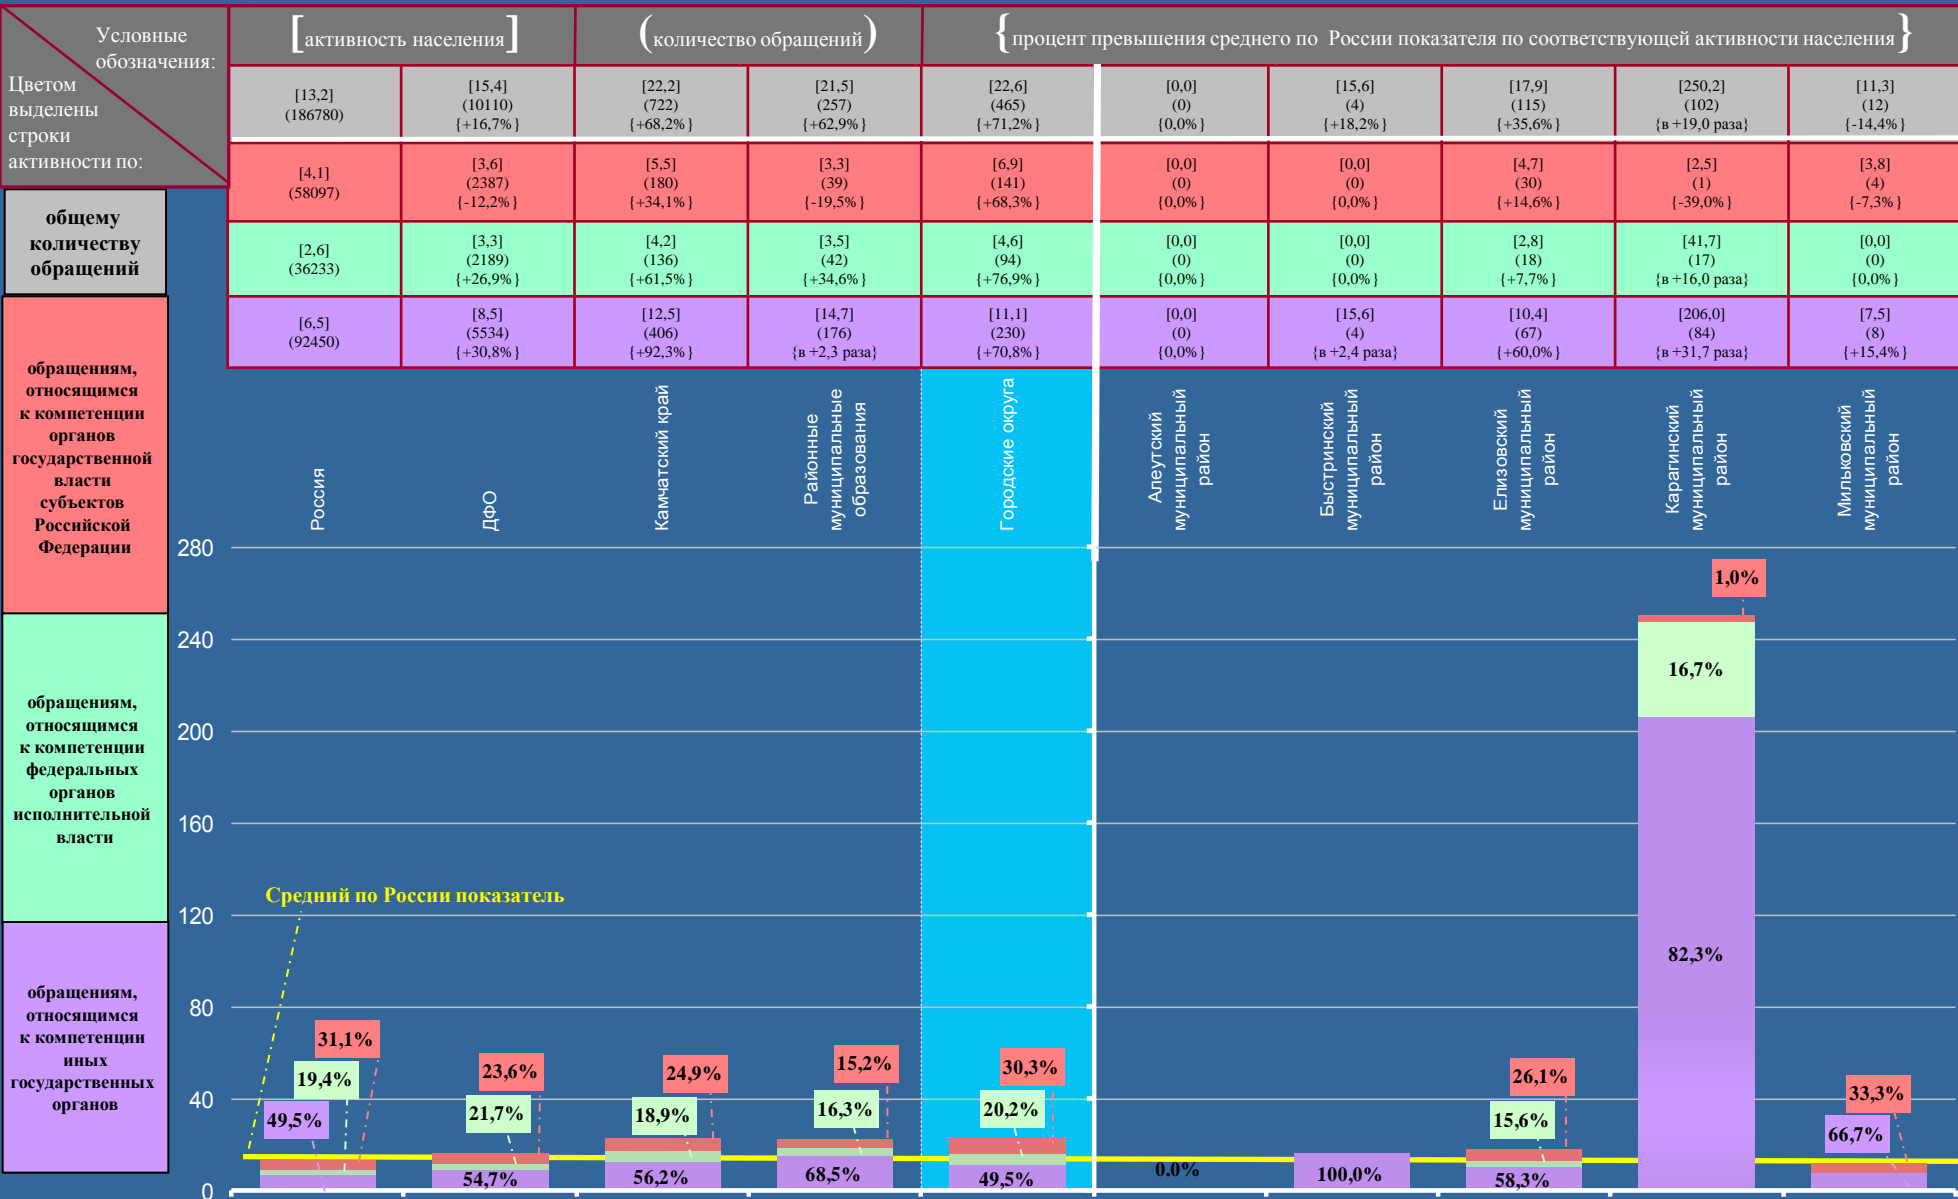 Условные
обозначения:
Цветом
выделены
строки
активности по:
[активность населения]
(количество обращений)
{процент превышения среднего по России показателя по соответствующей активности населения}
[13,2]
(186780)
[15,4]
(10110)
{+16,7%}
[22,2]
(722)
{+68,2%}
[21,5]
(257)
{+62,9%}
[22,6]
(465)
{+71,2%}
[0,0]
(0)
{0,0%}
[15,6]
(4)
{+18,2%}
[17,9]
(115)
{+35,6%}
[250,2]
(102)
{в +19,0 раза}
[11,3]
(12)
{-14,4%}
[4,1]
(58097)
[3,6]
(2387)
{-12,2%}
[5,5]
(180)
{+34,1%}
[3,3]
(39)
{-19,5%}
[6,9]
(141)
{+68,3%}
[0,0]
(0)
{0,0%}
[0,0]
(0)
{0,0%}
[4,7]
(30)
{+14,6%}
[2,5]
(1)
{-39,0%}
[3,8]
(4)
{-7,3%}
[2,6]
(36233)
[3,3]
(2189)
{+26,9%}
[4,2]
(136)
{+61,5%}
[3,5]
(42)
{+34,6%}
[4,6]
(94)
{+76,9%}
[0,0]
(0)
{0,0%}
[0,0]
(0)
{0,0%}
[2,8]
(18)
{+7,7%}
[41,7]
(17)
{в +16,0 раза}
[0,0]
(0)
{0,0%}
[6,5]
(92450)
[8,5]
(5534)
{+30,8%}
[12,5]
(406)
{+92,3%}
[14,7]
(176)
{в +2,3 раза}
[11,1]
(230)
{+70,8%}
[0,0]
(0)
{0,0%}
[15,6]
(4)
{в +2,4 раза}
[10,4]
(67)
{+60,0%}
[206,0]
(84)
{в +31,7 раза}
[7,5]
(8)
{+15,4%}
общему
количеству
обращений
обращениям,
относящимся
к компетенции
органов
государственной
власти
субъектов
Российской
Федерации
обращениям,
относящимся
к компетенции
федеральных
органов
исполнительной
власти
обращениям,
относящимся
к компетенции
иных
государственных
органов
Россия
ДФО
Камчатский край
Районные
муниципальные
образования
Городские округа
Алеутский
муниципальный
район
Быстринский
муниципальный
район
Елизовский
муниципальный
район
Карагинский
муниципальный
район
Мильковский
муниципальный
район
280
240
200
160
120
80
40
0
Средний по России показатель
31,1%
19,4%
49,5%
23,6%
21,7%
54,7%
24,9%
18,9%
56,2%
15,2%
16,3%
68,5%
30,3%
20,2%
49,5%
0.0%
100,0%
26,1%
15,6%
58,3%
1,0%
16,7%
82,3%
33,3%
66,7%